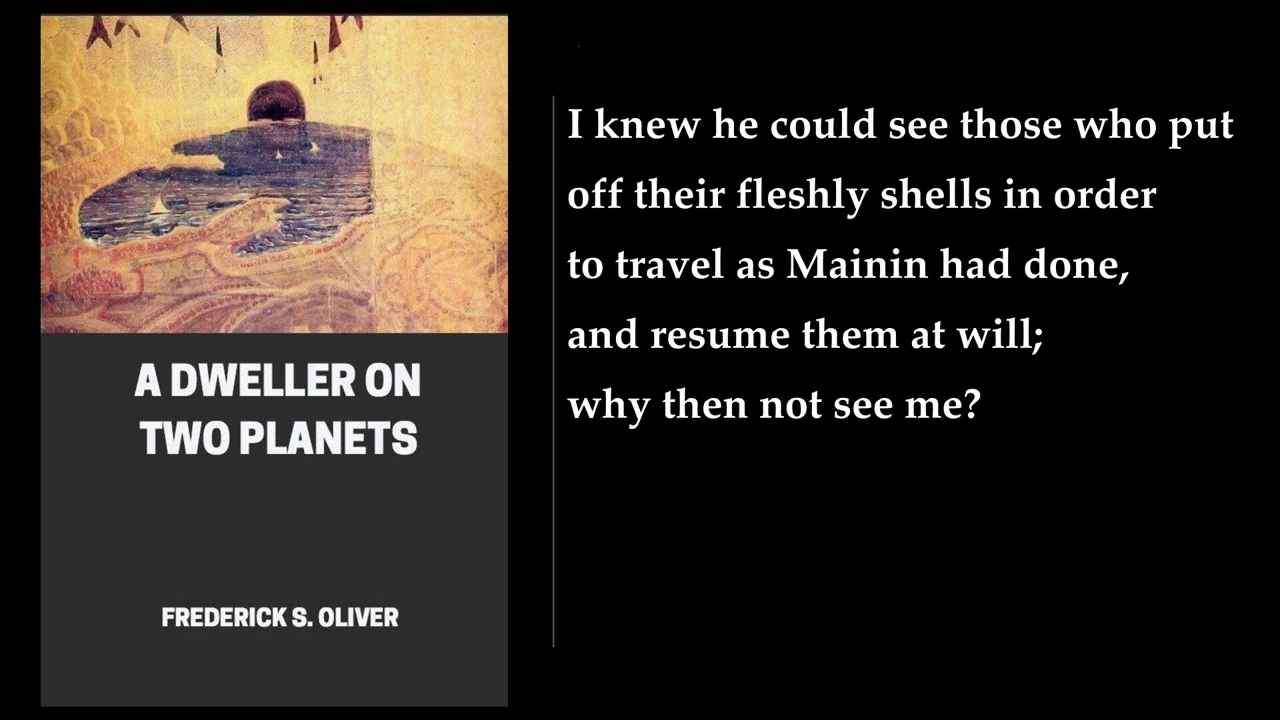 A DWELLER ON
TWO PLANETS
FREDERICK S. OLIVER
I knew he could see those who put
off their fleshly shells in order
to travel as Mainin had done,
and resume them at will;
why then not see me?